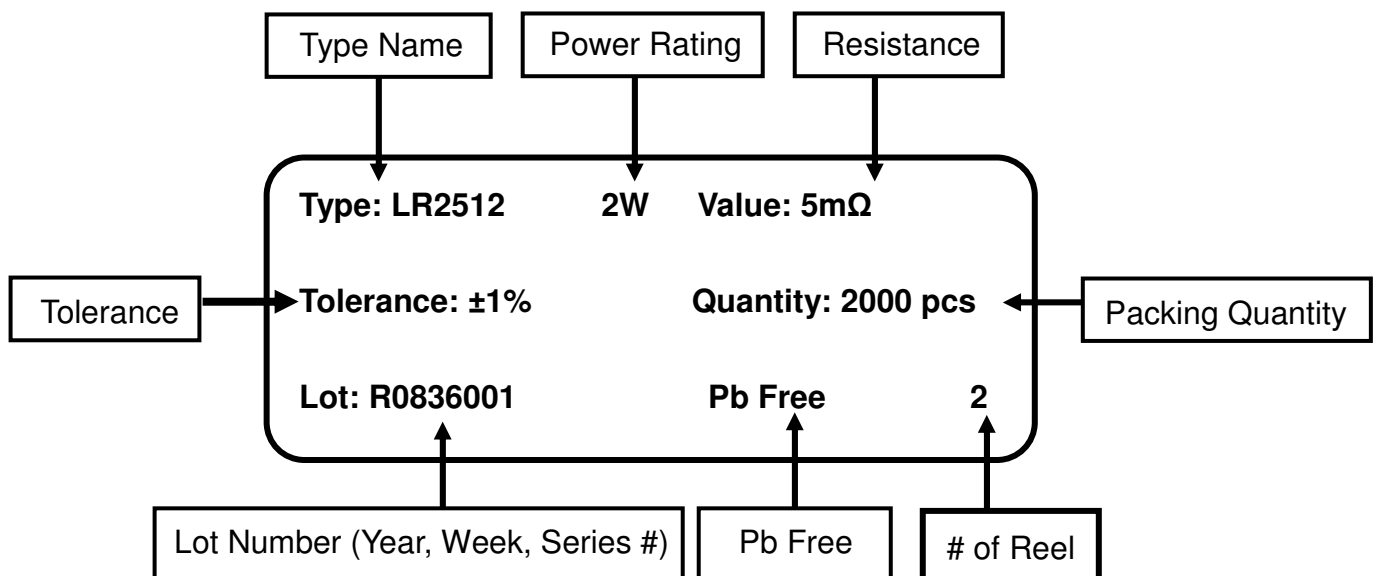 Type Name Power Rating Resistance
Type: LR2512 2W Value: 5mΩ
Tolerance
Tolerance: ±1% Quantity: 2000 pcs
Packing Quantity
Lot: R0836001 Pb Free 2
Lot Number (Year, Week, Series #) Pb Free # of Reel